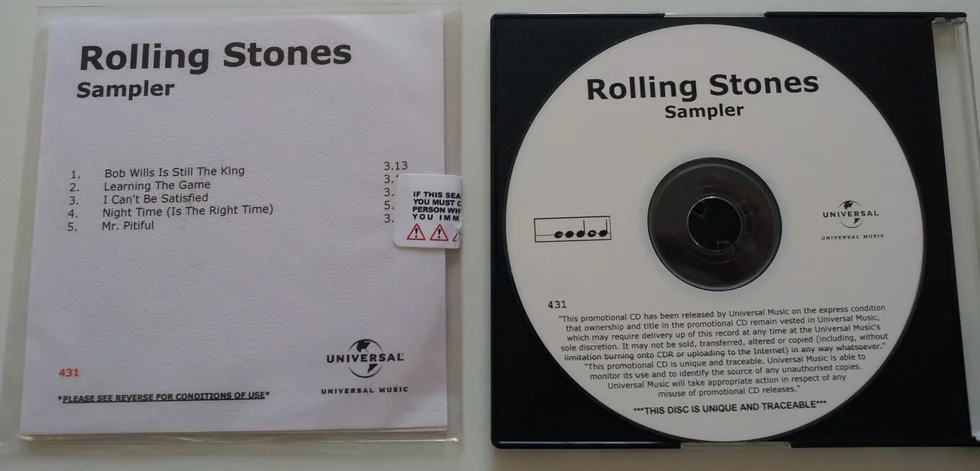 Rolling Stones
Sampler
1. Bob Wills Is Still The King 3.13
2. Learning The Game 3.
3. I Can't Be Satisfied 3.
4. Night Time (Is The Right Time) 5.
5. Mr. Pitiful 3.
IF THIS SEA
YOU MUST
PERSON WH
YOU IMM
431
*PLEASE SEE REVERSE FOR CONDITIONS OF USE*
UNIVERSAL
UNIVERSAL MUSIC
Rolling Stones
Sampler
codcd
UNIVERSAL
UNIVERSAL MUSIC
431
"This promotional CD has been released by Universal Music on the express condition
that ownership and title in the promotional CD remain vested in Universal Music,
which may require delivery up of this record at any time at the Universal Music's
sole discretion. It may not be sold, transferred, altered or copied (including, without
limitation burning onto CDR or uploading to the Internet) in any way whatsoever."
"This promotional CD is unique and traceable. Universal Music is able to
monitor its use and to identify the source of any unauthorised copies.
Universal Music will take appropriate action in respect of any
misuse of promotional CD releases."
***THIS DISC IS UNIQUE AND TRACEABLE***